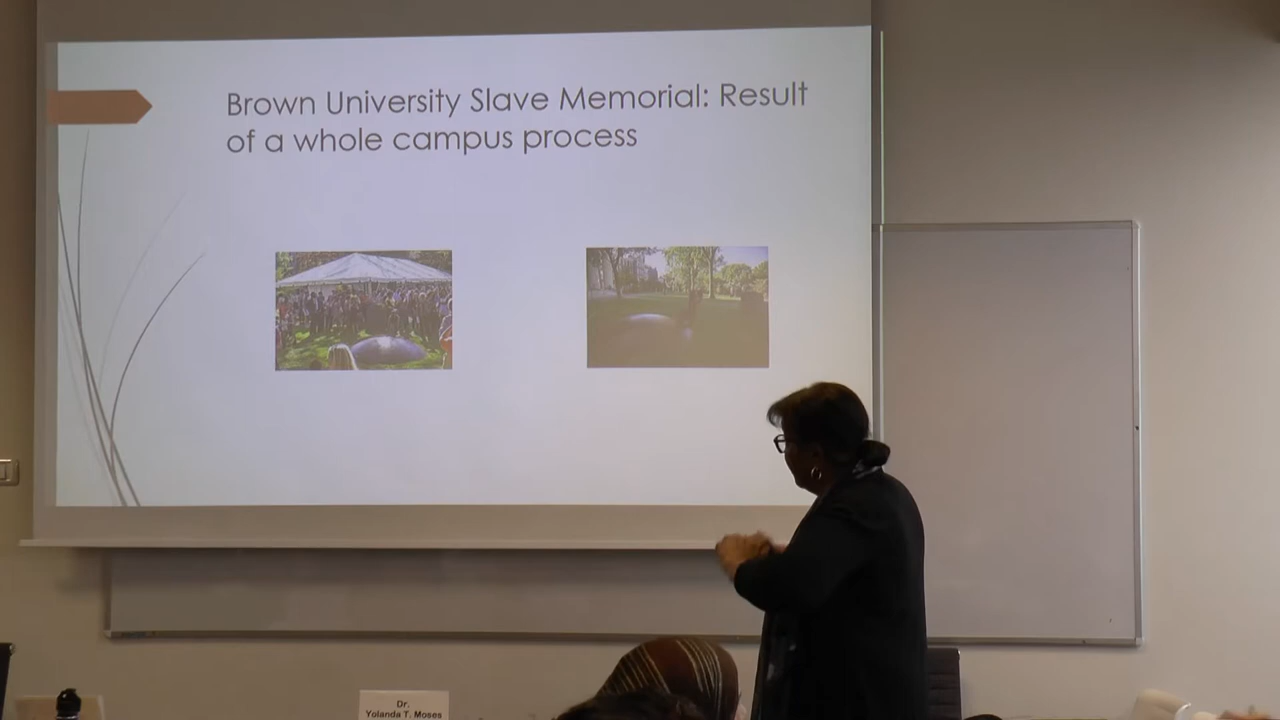 Brown University Slave Memorial: Result
of a whole campus process
Dr.
Yolanda T. Moses